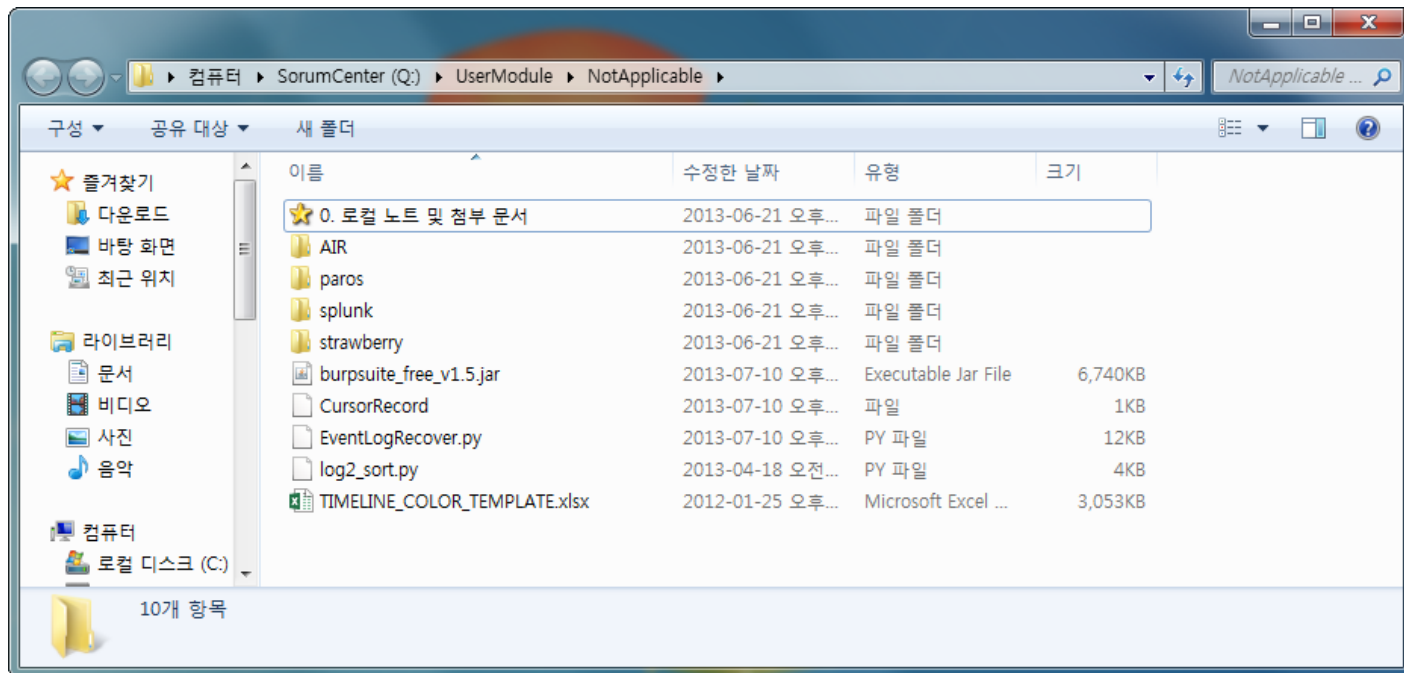 컴퓨터 SorumCenter (Q:) UserModule NotApplicable
NotApplicable ...
구성 공유 대상 새 폴더
즐겨찾기
다운로드
바탕 화면
최근 위치
라이브러리
문서
비디오
사진
음악
컴퓨터
로컬 디스크 (C:)
이름 수정한 날짜 유형 크기
0. 로컬 노트 및 첨부 문서 2013-06-21 오후... 파일 폴더
AIR 2013-06-21 오후... 파일 폴더
paros 2013-06-21 오후... 파일 폴더
splunk 2013-06-21 오후... 파일 폴더
strawberry 2013-06-21 오후... 파일 폴더
burpsuite_free_v1.5.jar 2013-07-10 오후... Executable Jar File 6,740KB
CursorRecord 2013-07-10 오후... 파일 1KB
EventLogRecover.py 2013-07-10 오후... PY 파일 12KB
log2_sort.py 2013-04-18 오전... PY 파일 4KB
TIMELINE_COLOR_TEMPLATE.xlsx 2012-01-25 오후... Microsoft Excel ... 3,053KB
10개 항목